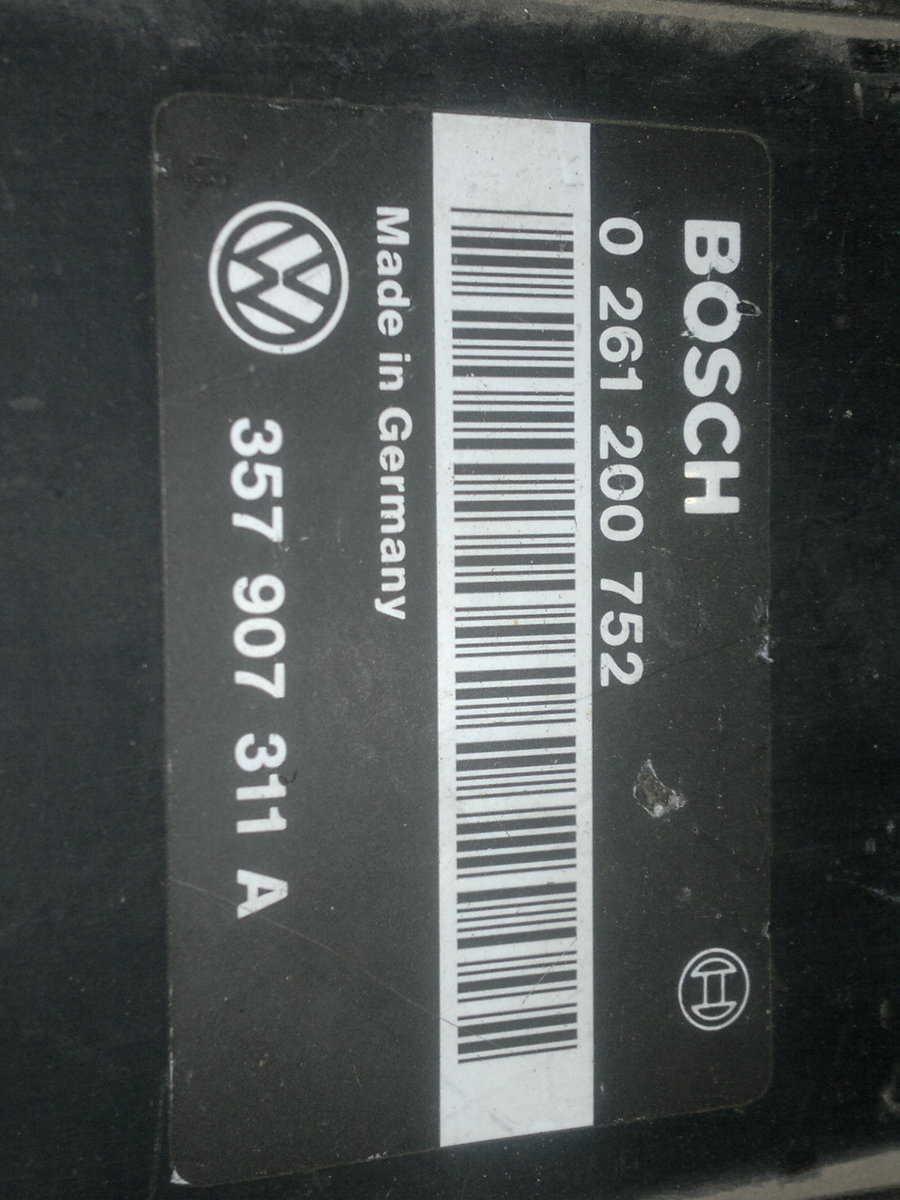 BOSCH
0 261 200 752
Made in Germany
357 907 311 A